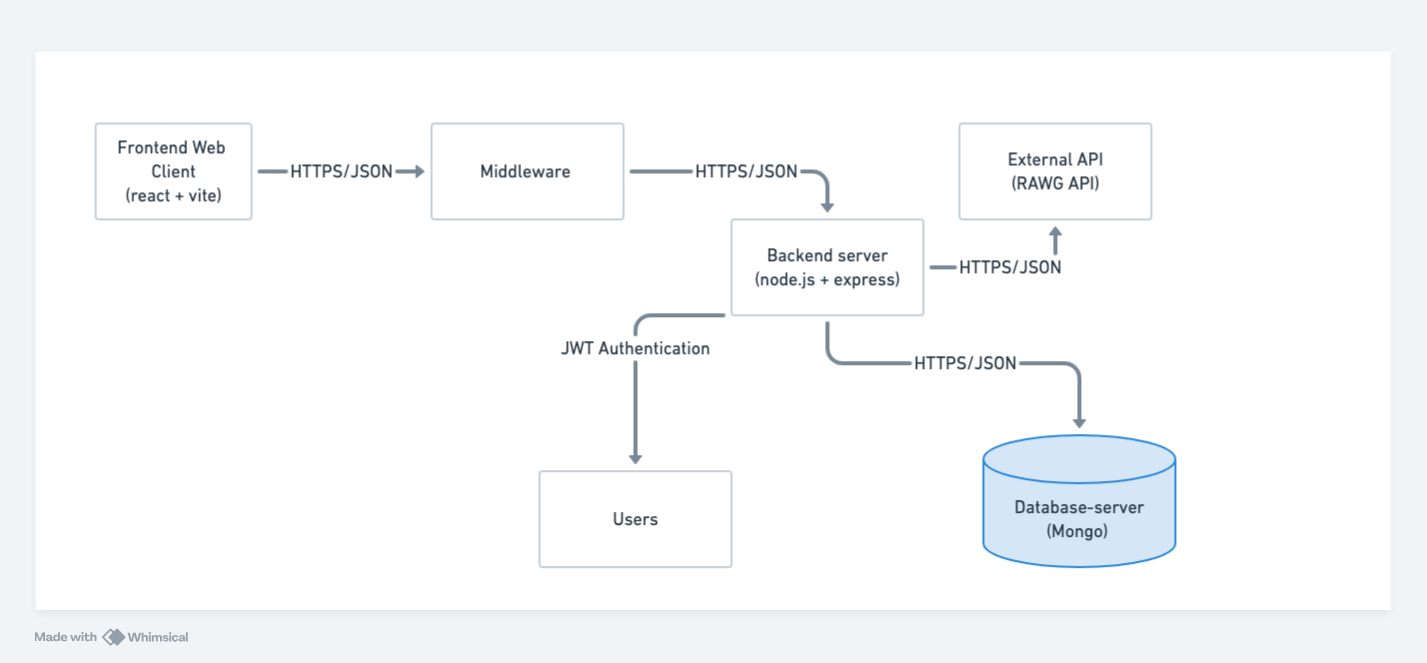 Frontend Web
Client
(react + vite)
HTTPS/JSON
Middleware
HTTPS/JSON
External API
(RAWG API)
Backend server
(node.js + express)
HTTPS/JSON
JWT Authentication
HTTPS/JSON
Users
Database-server
(Mongo)
Made with Whimsical